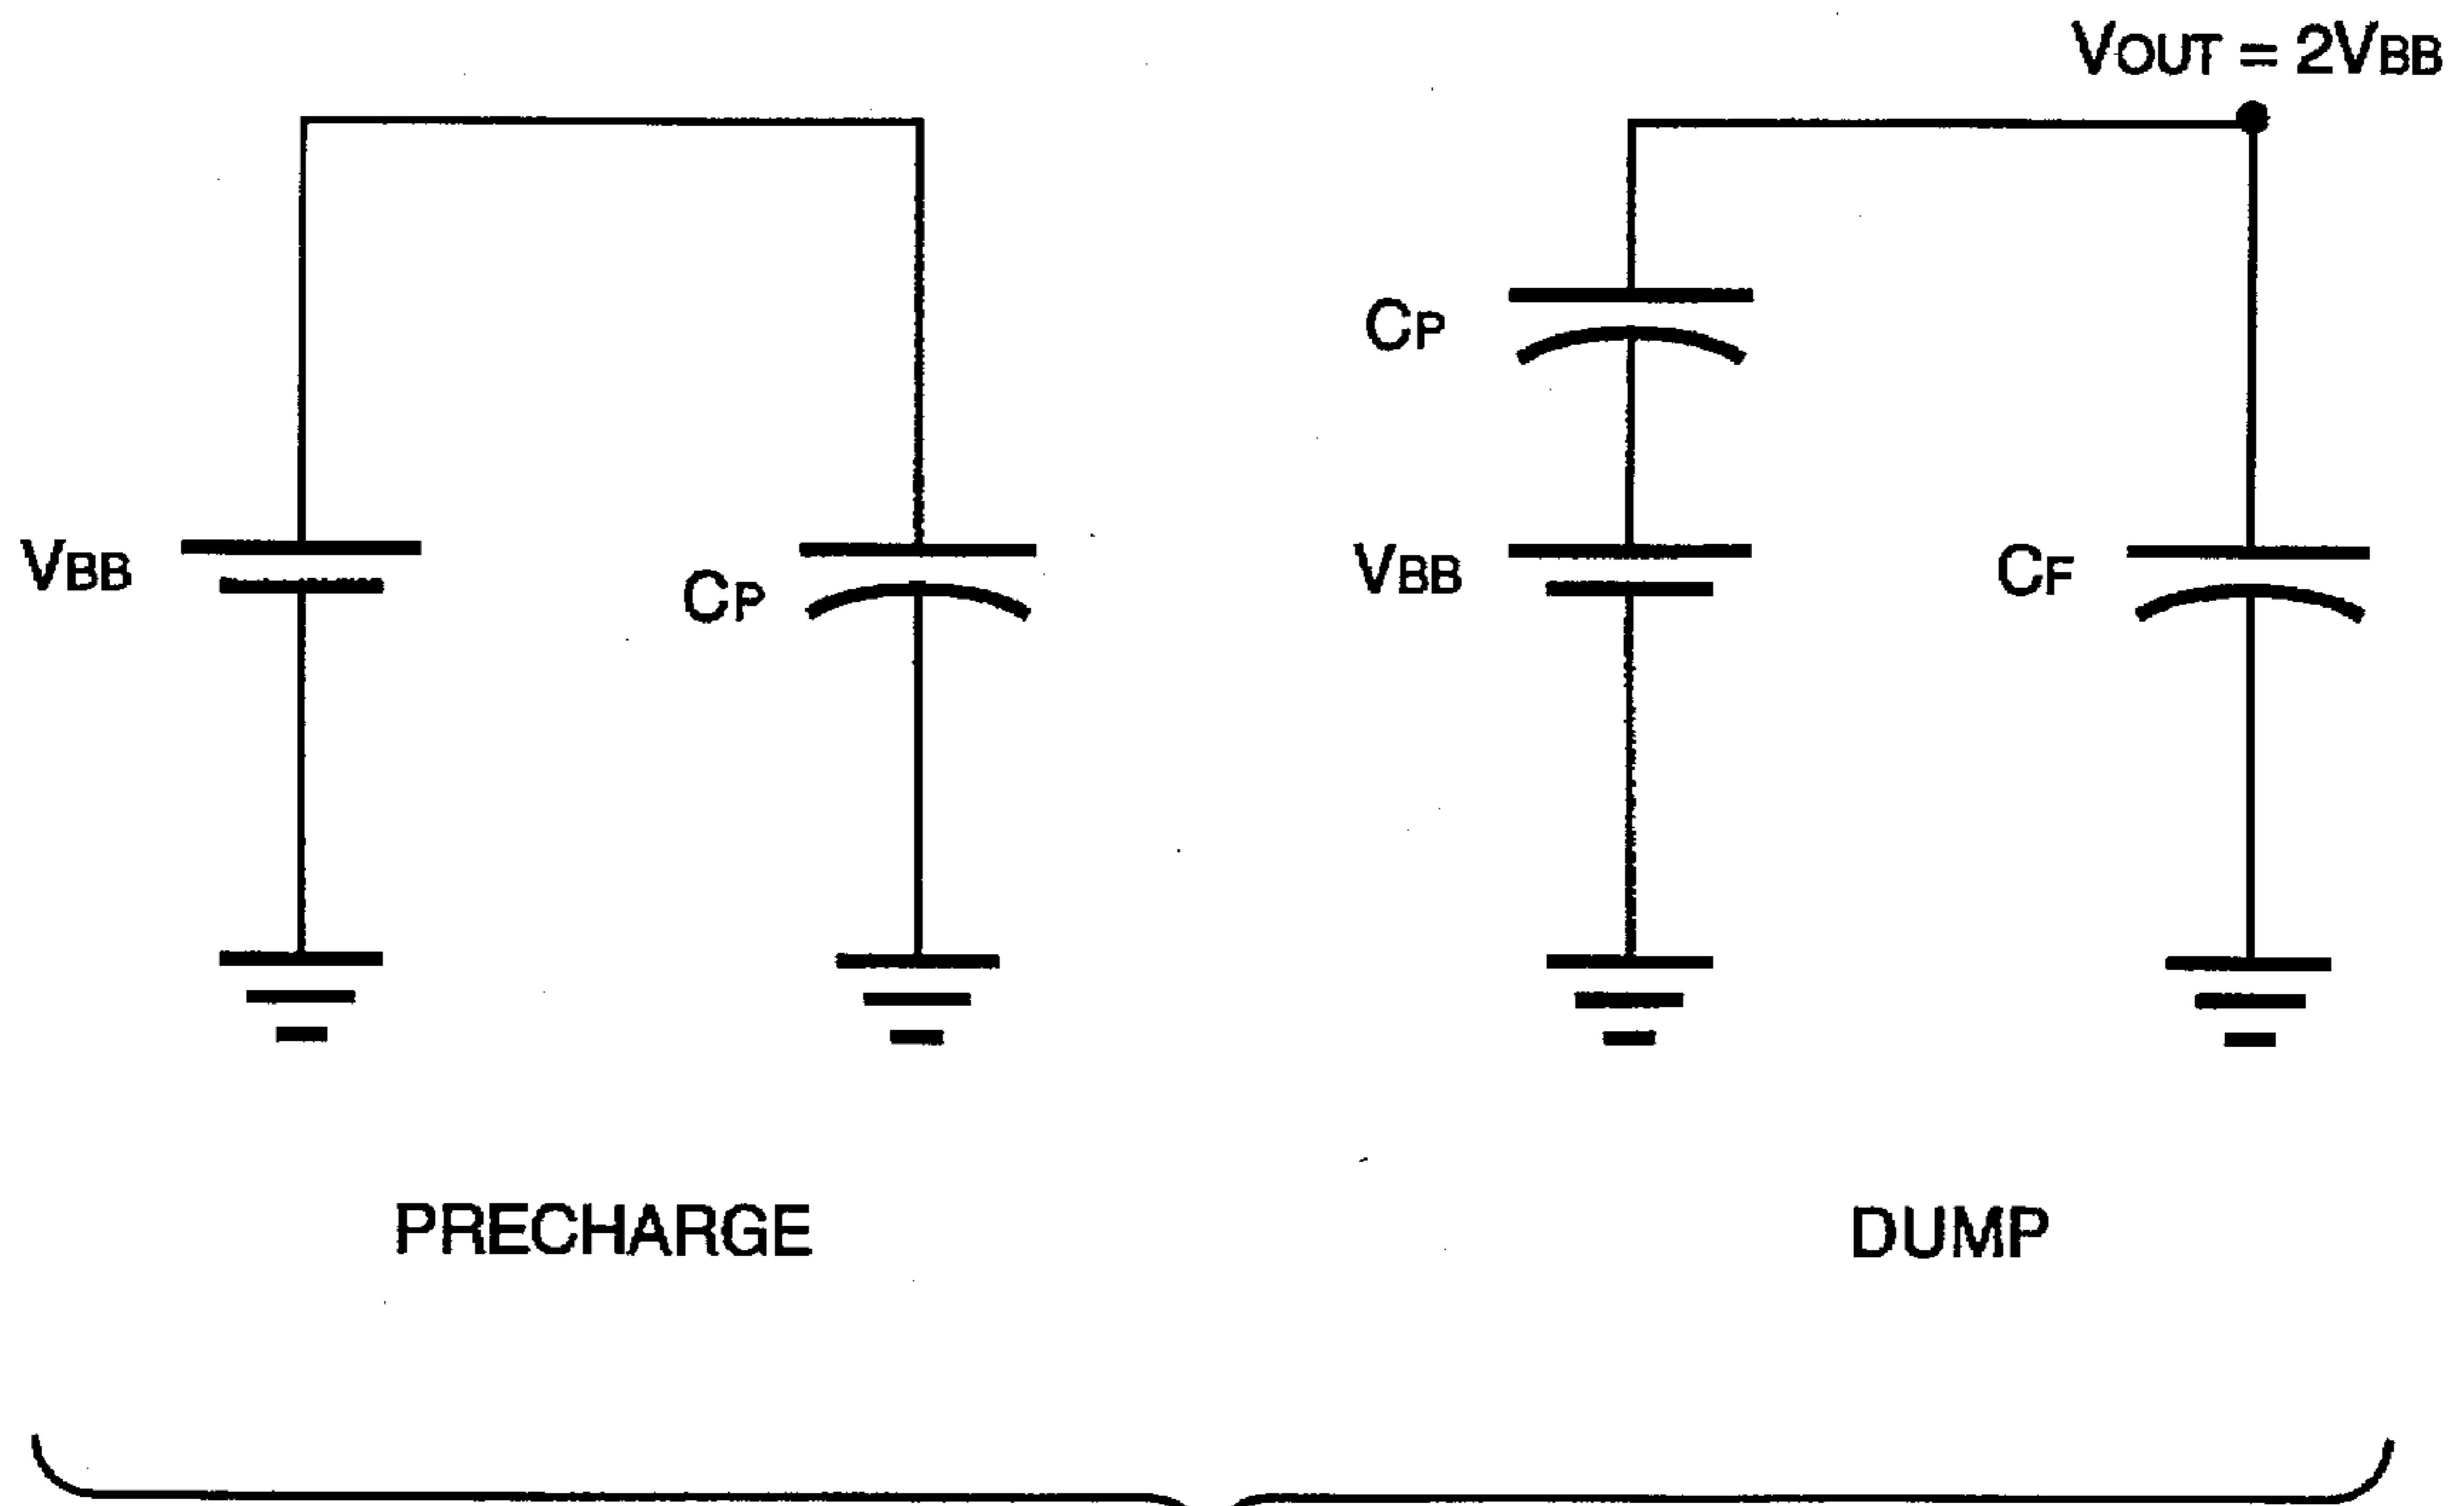 VOUT = 2VBB
CP
VBB
CP
VBB
CF
PRECHARGE
DUMP